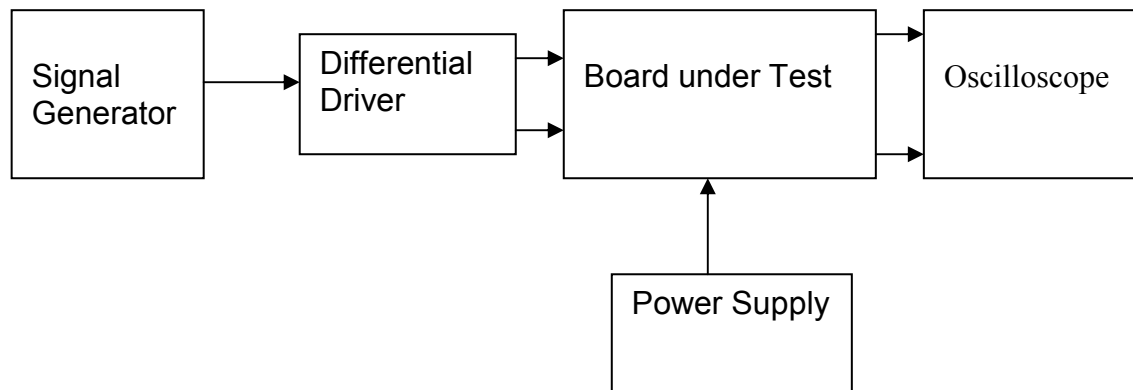 Signal
Generator
Differential
Driver
Board under Test
Oscilloscope
Power Supply